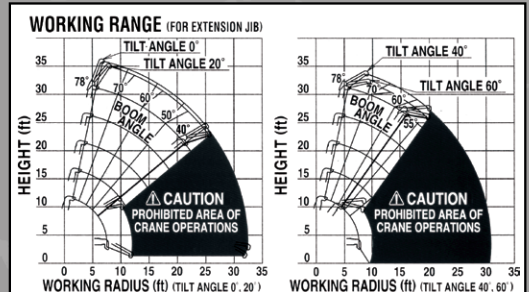 WORKING RANGE (FOR EXTENSION JIB)
TILT ANGLE 0°
TILT ANGLE 20°
35
30
25
20
15
10
5
0
HEIGHT (ft)
78°
70°
60°
50°
40°
BOOM ANGLE
⚠ CAUTION
PROHIBITED AREA OF
CRANE OPERATIONS
0 5 10 15 20 25 30 35
WORKING RADIUS (ft) (TILT ANGLE 0°, 20°)
TILT ANGLE 40°
TILT ANGLE 60°
35
30
25
20
15
10
5
0
HEIGHT (ft)
78°
70°
60°
55°
BOOM ANGLE
⚠ CAUTION
PROHIBITED AREA OF
CRANE OPERATIONS
0 5 10 15 20 25 30 35
WORKING RADIUS (ft) (TILT ANGLE 40°, 60°)